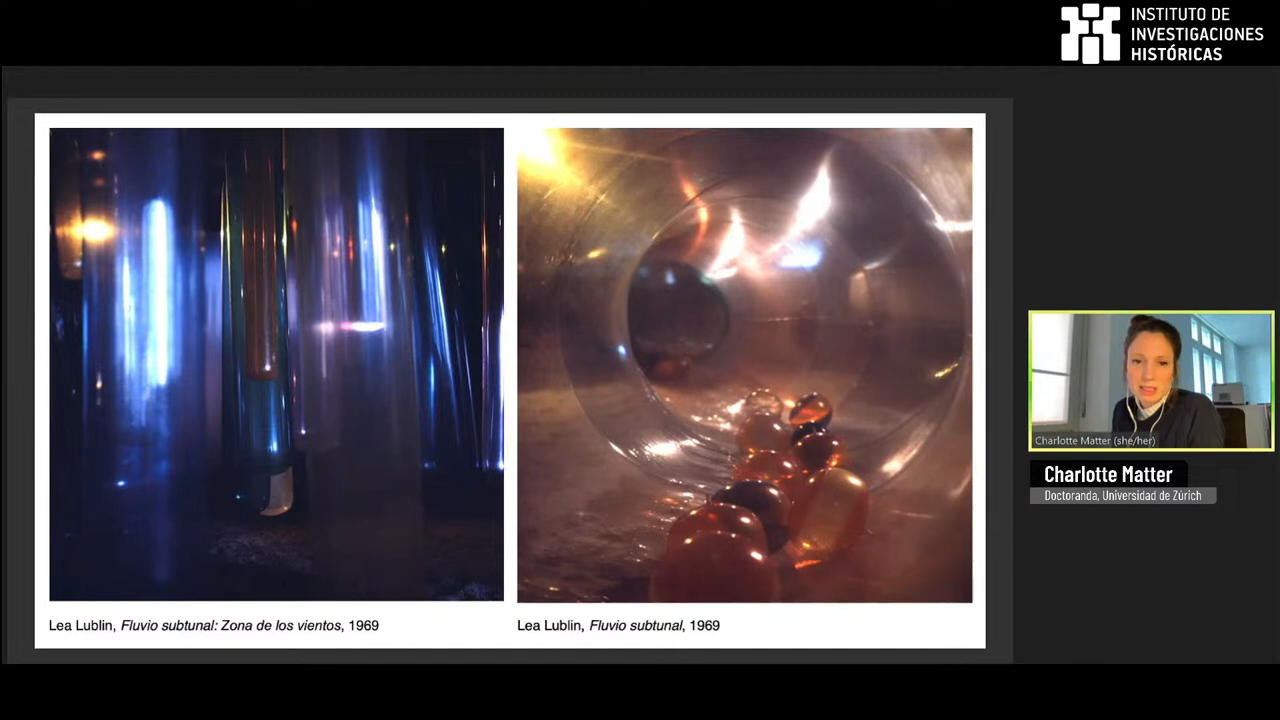 INSTITUTO DE
INVESTIGACIONES
HISTÓRICAS
Lea Lublin, Fluvio subtunal: Zona de los vientos, 1969
Lea Lublin, Fluvio subtunal, 1969
Charlotte Matter (she/her)
Charlotte Matter
Doctoranda, Universidad de Zúrich